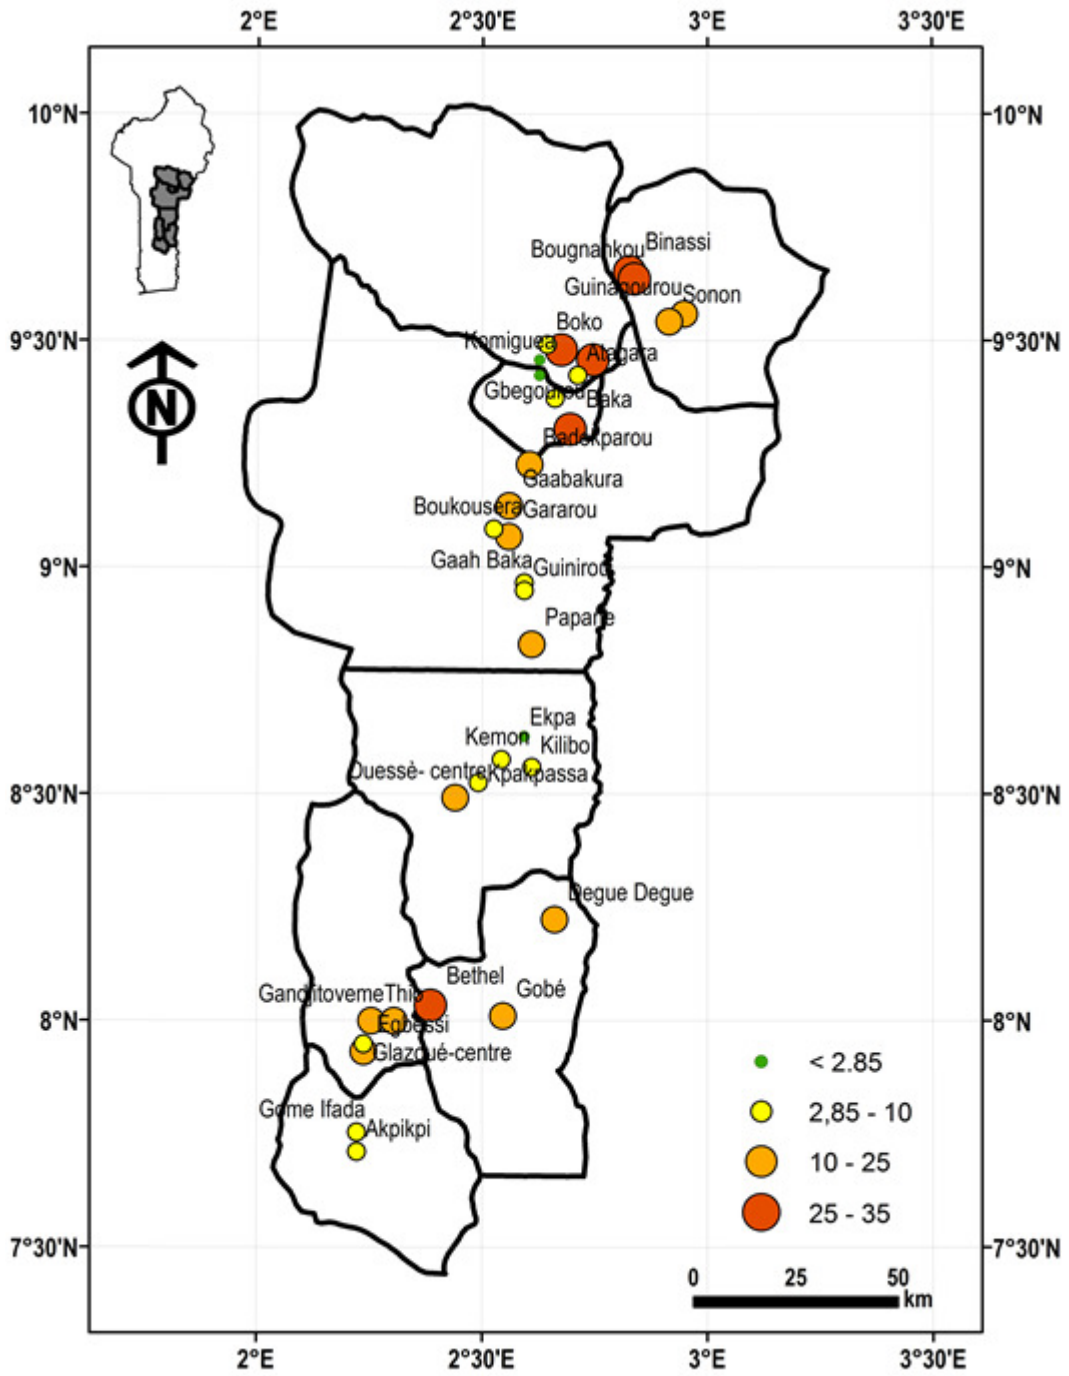 2°E 2°30'E 3°E 3°30'E
10°N 10°N
Binassi
Bougnankou
Guinagourou
Sonon
Boko
9°30'N 9°30'N
Komiguea
Atagara
Gbegourou
Baka
Badekparou
Gaabakura
Boukousera Gararou
Gaah Baka
9°N Guinirou 9°N
Papane
Ekpa
Kemon
Kilibo
Ouessè- centre Kpakpassa
8°30'N 8°30'N
Degue Degue
Bethel
Gobé
Gandjitoveme Thio
8°N 8°N
Egbessi
Glazoué-centre
< 2.85
Gome Ifada
2,85 - 10
Akpikpi
10 - 25
25 - 35
7°30'N 7°30'N
0 25 50
km
2°E 2°30'E 3°E 3°30'E
N